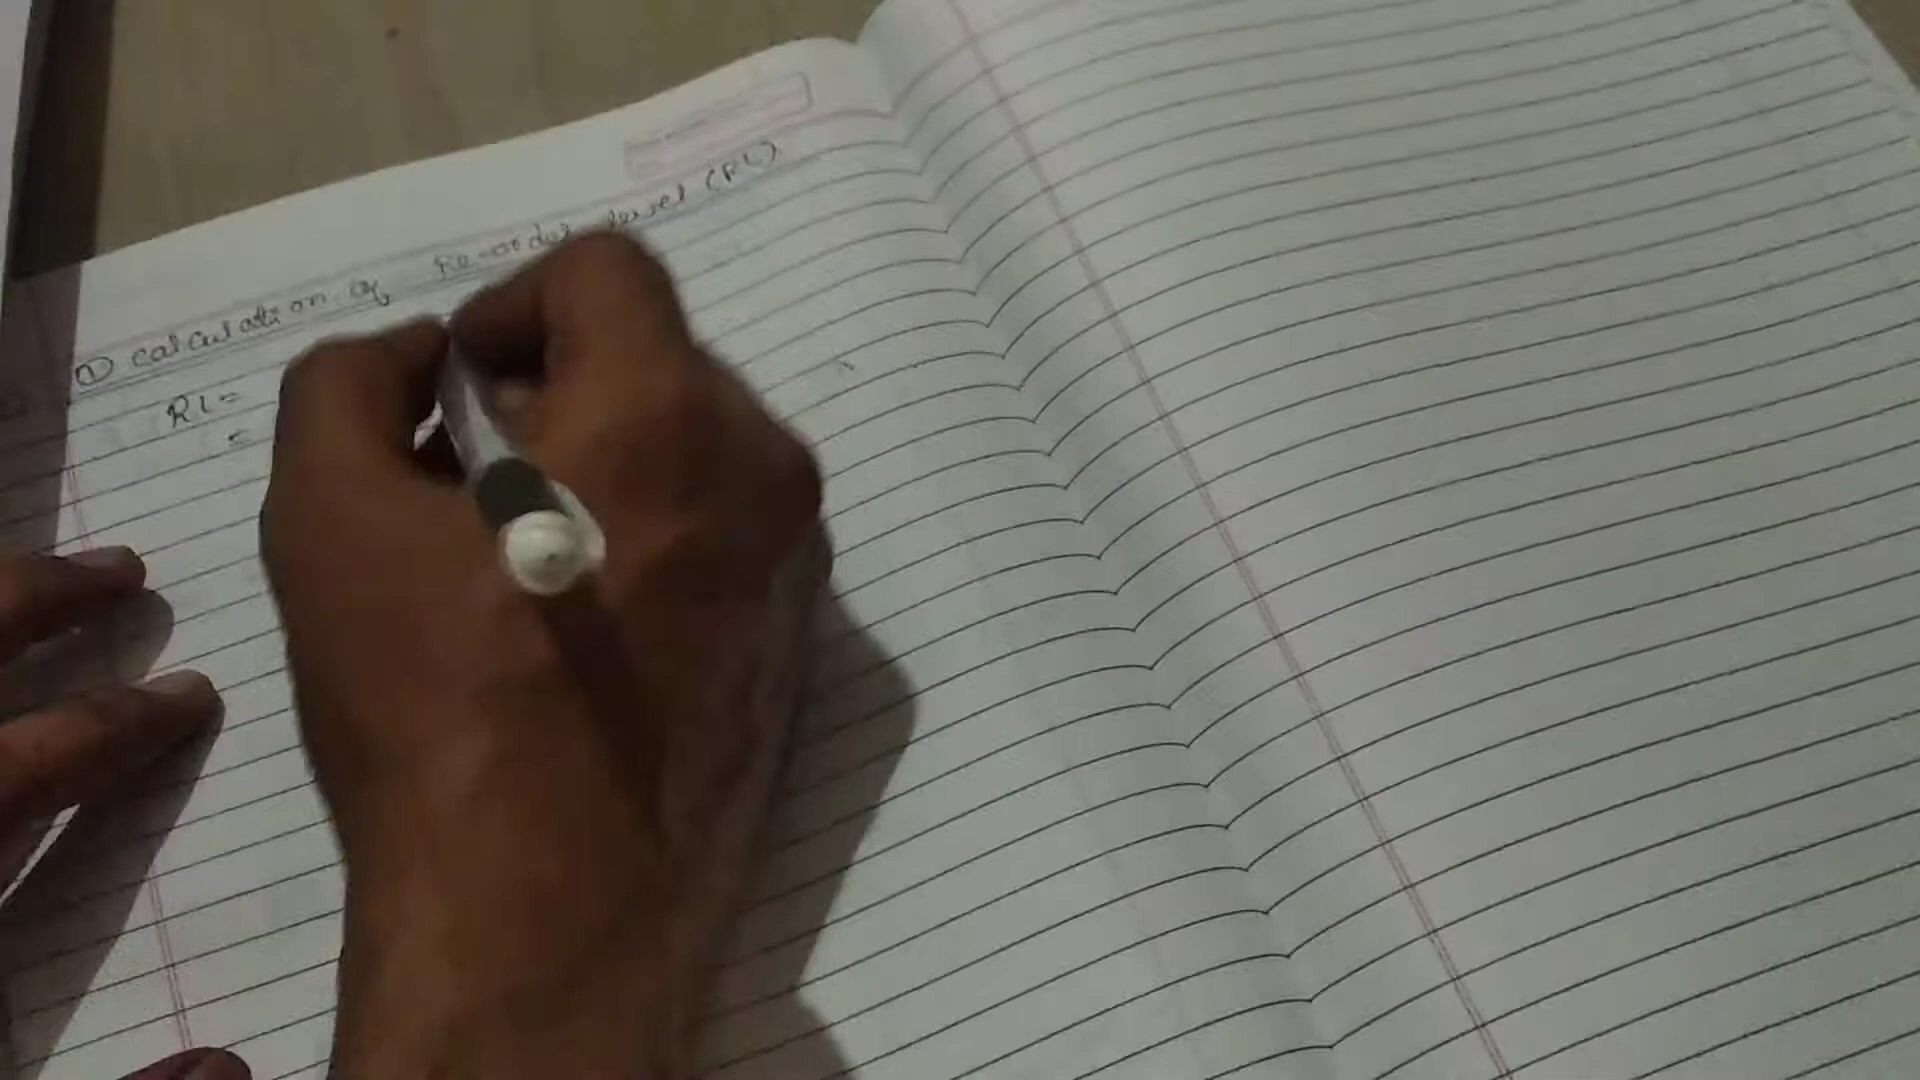 ① Calculation of Re-order level (RL)
RL =
=